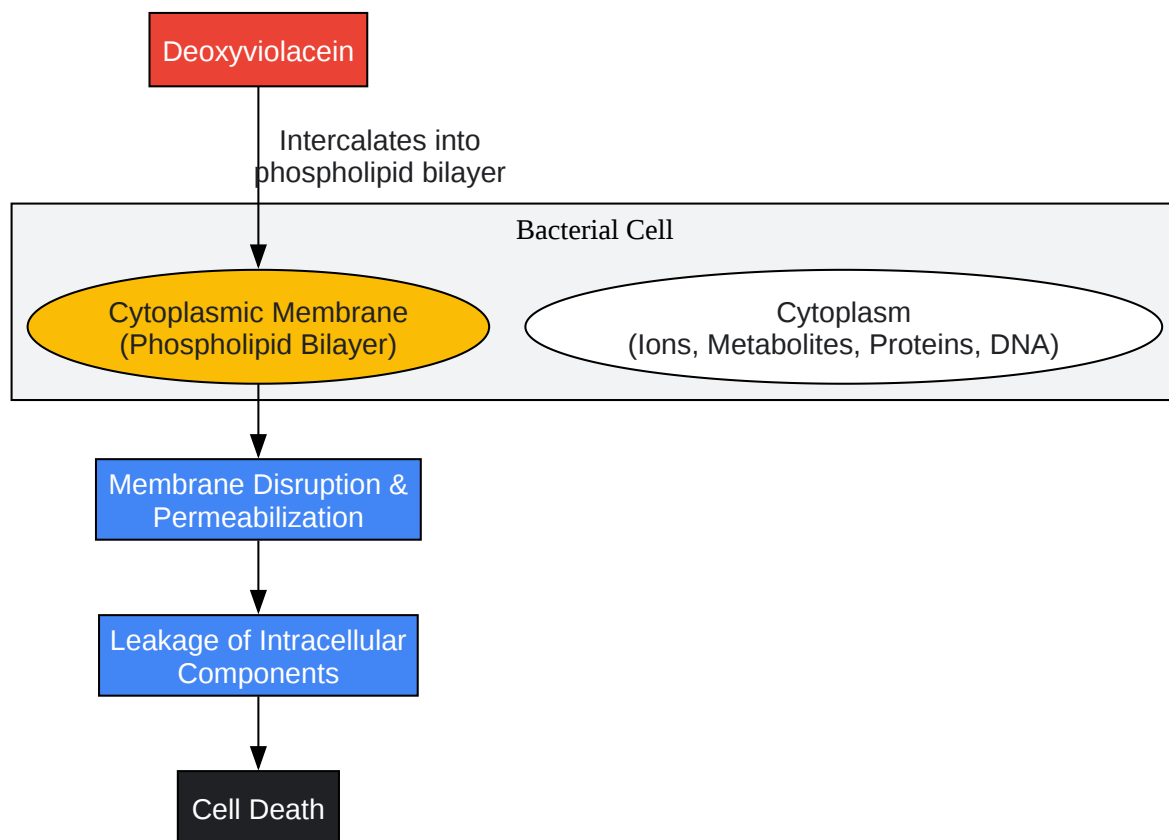 Deoxyviolacein
Intercalates into
phospholipid bilayer
Bacterial Cell
Cytoplasmic Membrane
(Phospholipid Bilayer)
Cytoplasm
(Ions, Metabolites, Proteins, DNA)
Membrane Disruption &
Permeabilization
Leakage of Intracellular
Components
Cell Death